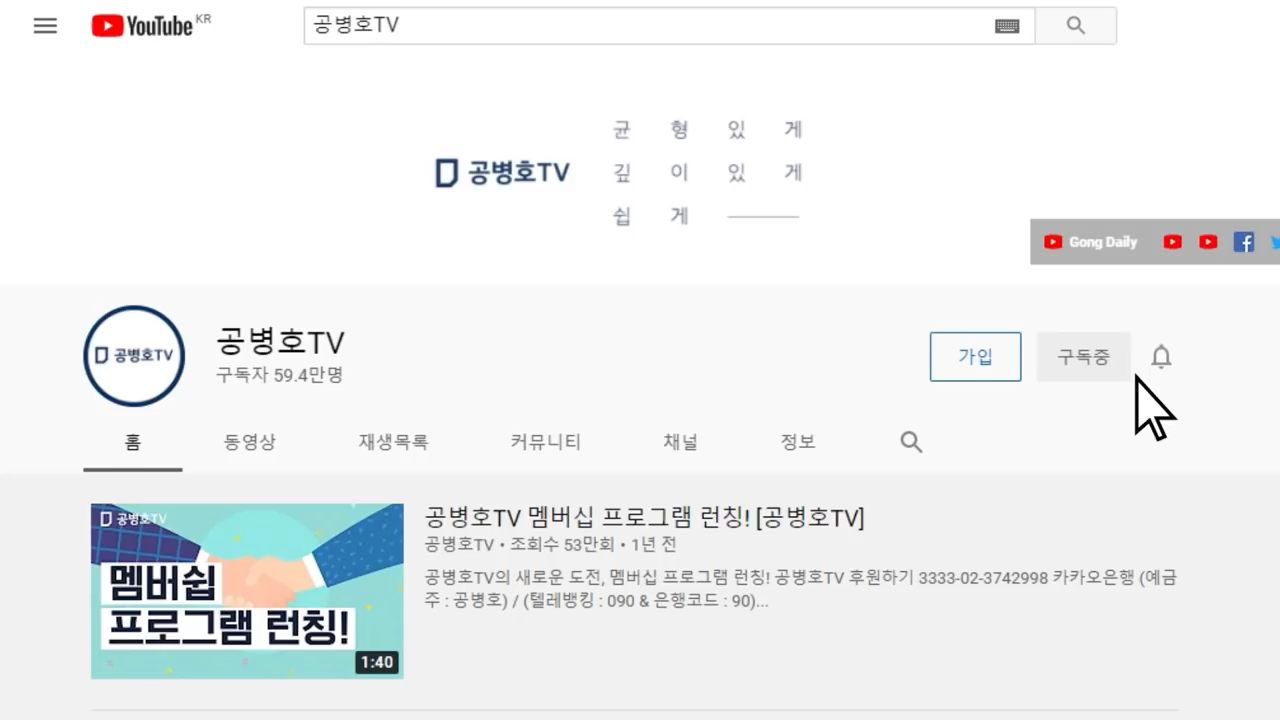 YouTube KR
공병호TV
공병호TV
균형있게
깊이있게
쉽게
Gong Daily
공병호TV
공병호TV
구독자 59.4만명
가입
구독중
홈
동영상
재생목록
커뮤니티
채널
정보
공병호TV
멤버쉽
프로그램 런칭!
1:40
공병호TV 멤버십 프로그램 런칭! [공병호TV]
공병호TV • 조회수 53만회 • 1년 전
공병호TV의 새로운 도전, 멤버십 프로그램 런칭! 공병호TV 후원하기 3333-02-3742998 카카오은행 (예금
주 : 공병호) / (텔레뱅킹 : 090 & 은행코드 : 90)...